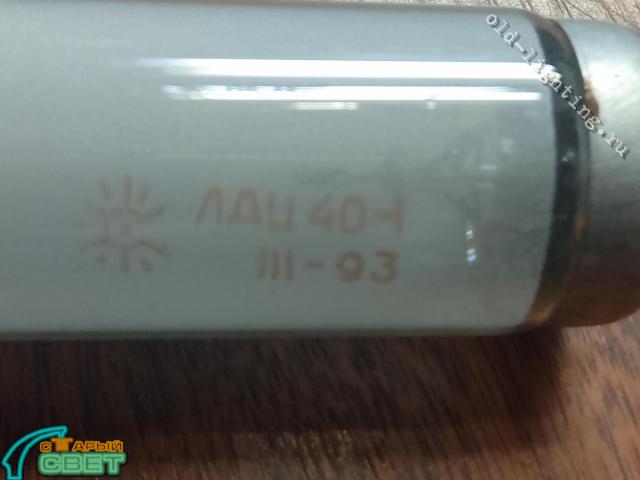 old-lighting.ru
ЛДЦ 40-1
III-93
СТАРЫЙ
СВЕТ